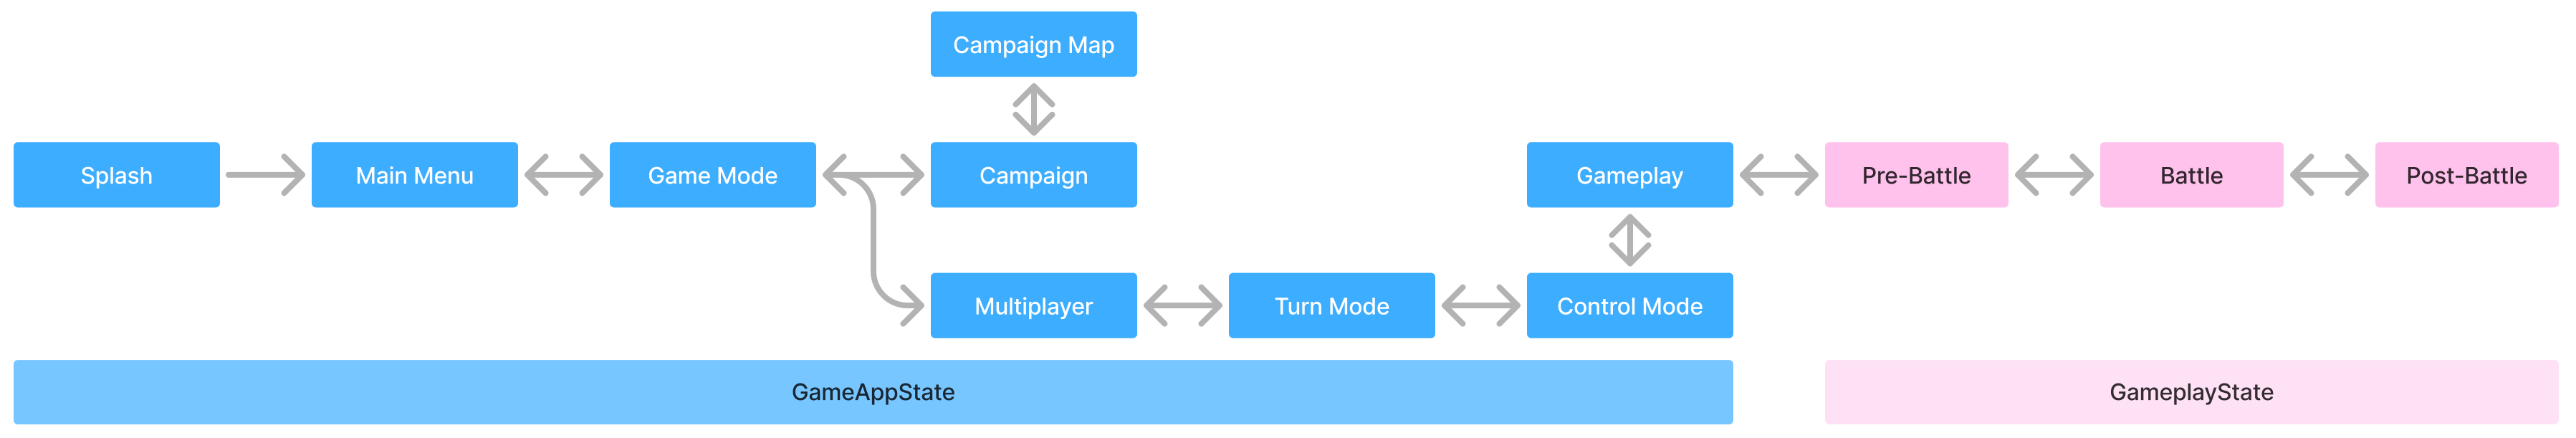 Campaign Map
Splash
Main Menu
Game Mode
Campaign
Gameplay
Pre-Battle
Battle
Post-Battle
Multiplayer
Turn Mode
Control Mode
GameAppState
GameplayState